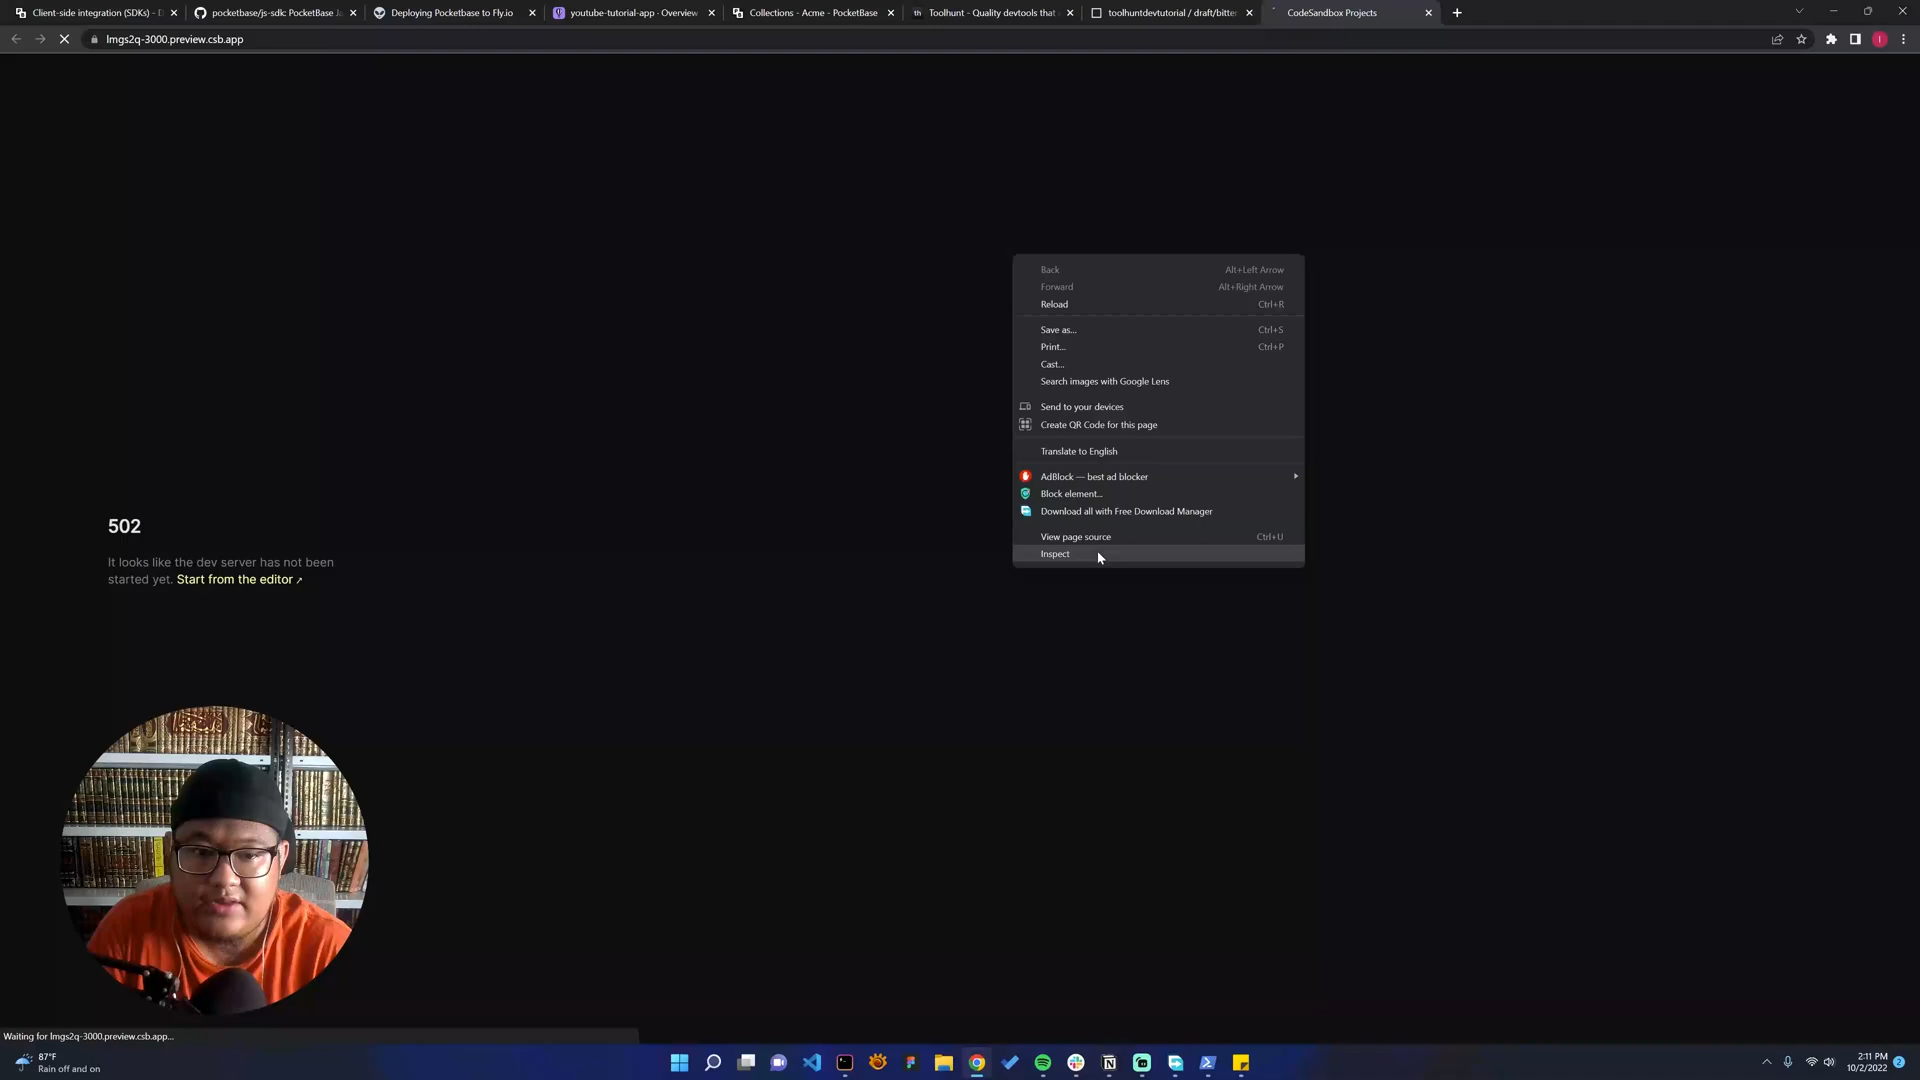 Client-side integration (SDKs) - D
pocketbase/js-sdk: PocketBase Ja
Deploying Pocketbase to Fly.io
youtube-tutorial-app · Overview
Collections - Acme - PocketBase
Toolhunt - Quality devtools that
toolhuntdevtutorial / draft/bitter
CodeSandbox Projects
lmgs2q-3000.preview.csb.app
Back Alt+Left Arrow
Forward Alt+Right Arrow
Reload Ctrl+R
Save as... Ctrl+S
Print... Ctrl+P
Cast...
Search images with Google Lens
Send to your devices
Create QR Code for this page
Translate to English
AdBlock — best ad blocker
Block element...
Download all with Free Download Manager
View page source Ctrl+U
Inspect
502
It looks like the dev server has not been
started yet. Start from the editor ↗
Waiting for lmgs2q-3000.preview.csb.app...
87°F
Rain off and on
2:11 PM
10/2/2022
2